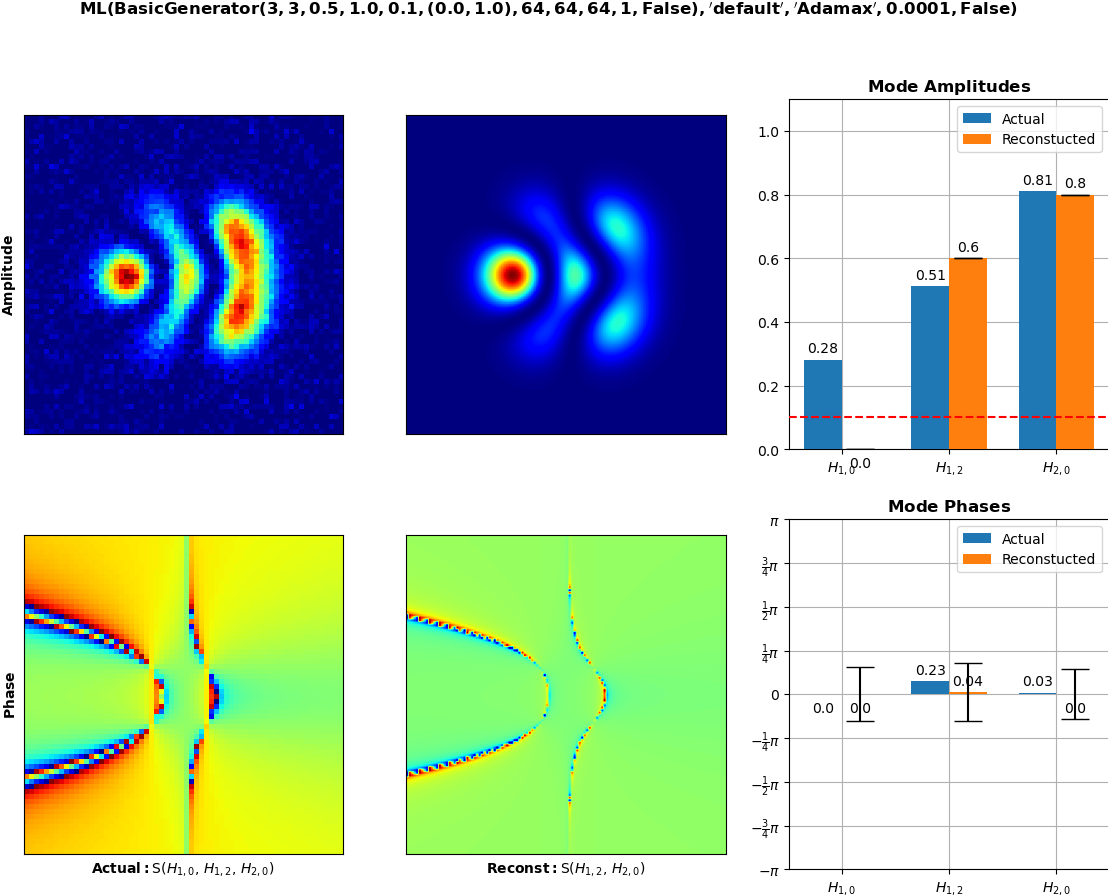 ML(BasicGenerator(3, 3, 0.5, 1.0, 0.1, (0.0, 1.0), 64, 64, 64, 1, False), ′default′, ′Adamax′, 0.0001, False)
Mode Amplitudes
Actual
Reconstucted
1.0
0.8
0.6
0.4
0.2
0.0
0.28
0.0
0.51
0.6
0.81
0.8
H1,0
H1,2
H2,0
Amplitude
Mode Phases
Actual
Reconstucted
π
3/4π
1/2π
1/4π
0
−1/4π
−1/2π
−3/4π
−π
0.0
0.0
0.23
0.04
0.03
0.0
H1,0
H1,2
H2,0
Phase
Actual: S(H1,0, H1,2, H2,0)
Reconst: S(H1,2, H2,0)